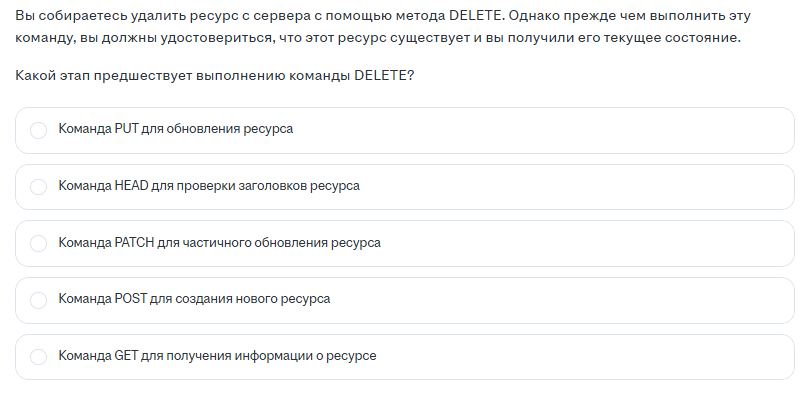 Вы собираетесь удалить ресурс с сервера с помощью метода DELETE. Однако прежде чем выполнить эту
команду, вы должны удостовериться, что этот ресурс существует и вы получили его текущее состояние.
Какой этап предшествует выполнению команды DELETE?
Команда PUT для обновления ресурса
Команда HEAD для проверки заголовков ресурса
Команда PATCH для частичного обновления ресурса
Команда POST для создания нового ресурса
Команда GET для получения информации о ресурсе